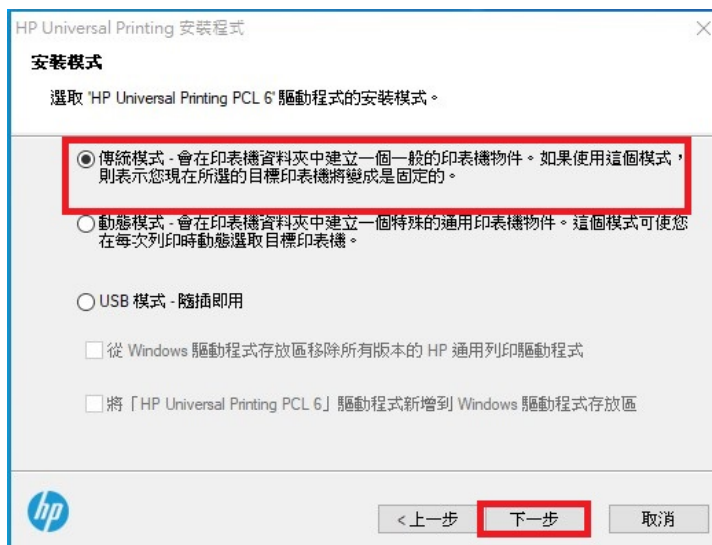 HP Universal Printing 安裝程式
安裝模式
選取 "HP Universal Printing PCL 6" 驅動程式的安裝模式。
傳統模式 - 會在印表機資料夾中建立一個一般的印表機物件。如果使用這個模式，
則表示您現在所選的目標印表機將變成是固定的。
動態模式 - 會在印表機資料夾中建立一個特殊的通用印表機物件。這個模式可使您
在每次列印時動態選取目標印表機。
USB 模式 - 隨插即用
從 Windows 驅動程式存放區移除所有版本的 HP 通用列印驅動程式
將「HP Universal Printing PCL 6」驅動程式新增到 Windows 驅動程式存放區
hp
<上一步 下一步 取消